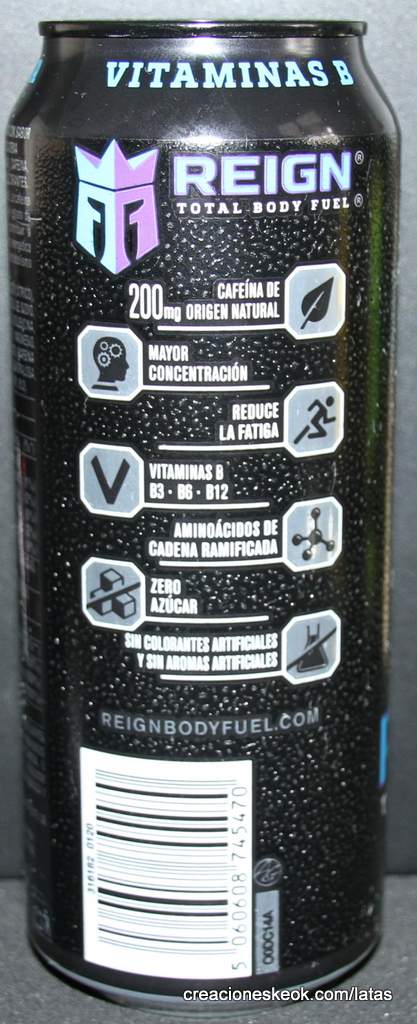 VITAMINAS B
REIGN®
TOTAL BODY FUEL®
200mg CAFEÍNA DE
ORIGEN NATURAL
MAYOR
CONCENTRACIÓN
REDUCE
LA FATIGA
VITAMINAS B
B3 · B6 · B12
AMINOÁCIDOS DE
CADENA RAMIFICADA
ZERO
AZÚCAR
SIN COLORANTES ARTIFICIALES
Y SIN AROMAS ARTIFICIALES
REIGNBODYFUEL.COM
316182 0120
5 060608 745470
creacioneskeok.com/latas